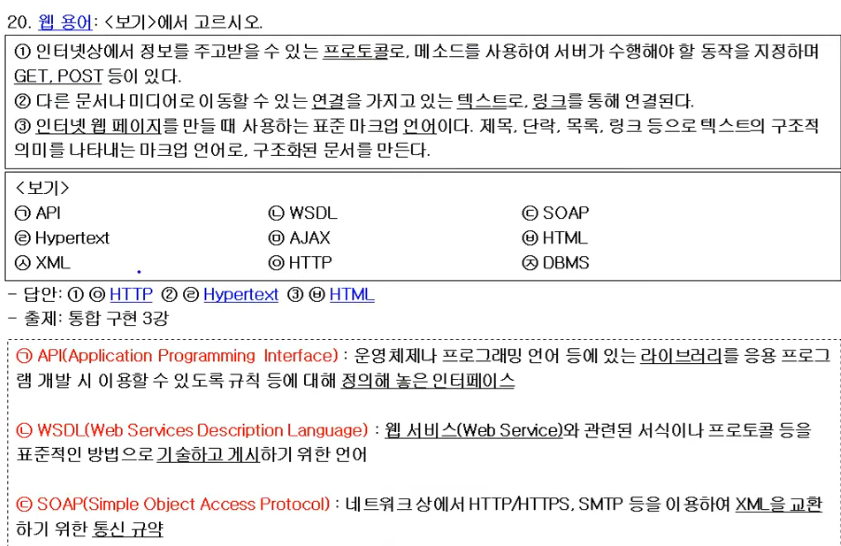 20. 웹 용어: <보기>에서 고르시오.
① 인터넷상에서 정보를 주고받을 수 있는 프로토콜로, 메소드를 사용하여 서버가 수행해야 할 동작을 지정하며
GET, POST 등이 있다.
② 다른 문서나 미디어로 이동할 수 있는 연결을 가지고 있는 텍스트로, 링크를 통해 연결된다.
③ 인터넷 웹 페이지를 만들 때 사용하는 표준 마크업 언어이다. 제목, 단락, 목록, 링크 등으로 텍스트의 구조적
의미를 나타내는 마크업 언어로, 구조화된 문서를 만든다.
<보기>
㉠ API ㉡ WSDL ㉢ SOAP
㉣ Hypertext ㉤ AJAX ㉥ HTML
㉦ XML ㉧ HTTP ㉨ DBMS
- 답안: ① ㉧ HTTP ② ㉣ Hypertext ③ ㉥ HTML
- 출제: 통합 구현 3강
㉠ API(Application Programming Interface) : 운영체제나 프로그래밍 언어 등에 있는 라이브러리를 응용 프로그
램 개발 시 이용할 수 있도록 규칙 등에 대해 정의해 놓은 인터페이스
㉡ WSDL(Web Services Description Language) : 웹 서비스(Web Service)와 관련된 서식이나 프로토콜 등을
표준적인 방법으로 기술하고 게시하기 위한 언어
㉢ SOAP(Simple Object Access Protocol) : 네트워크 상에서 HTTP/HTTPS, SMTP 등을 이용하여 XML을 교환
하기 위한 통신 규약